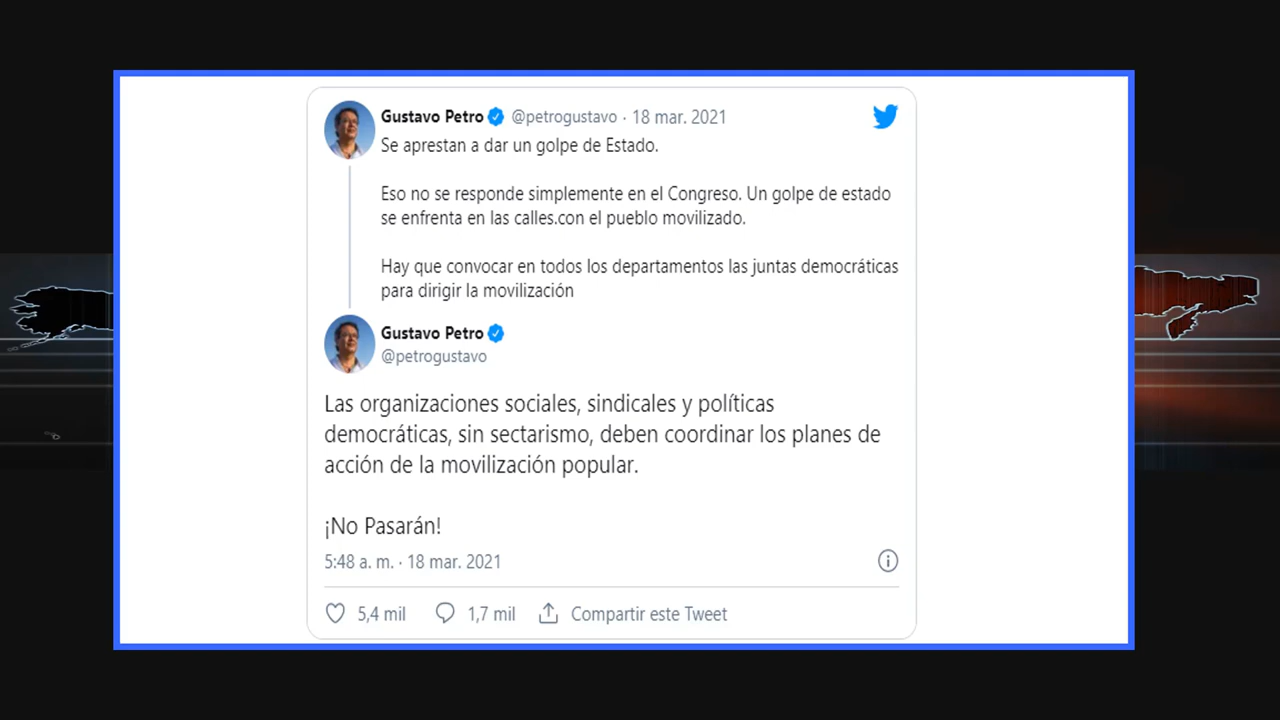 Gustavo Petro @petrogustavo · 18 mar. 2021
Se aprestan a dar un golpe de Estado.
Eso no se responde simplemente en el Congreso. Un golpe de estado
se enfrenta en las calles.con el pueblo movilizado.
Hay que convocar en todos los departamentos las juntas democráticas
para dirigir la movilización
Gustavo Petro
@petrogustavo
Las organizaciones sociales, sindicales y políticas
democráticas, sin sectarismo, deben coordinar los planes de
acción de la movilización popular.
¡No Pasarán!
5:48 a. m. · 18 mar. 2021
5,4 mil 1,7 mil Compartir este Tweet